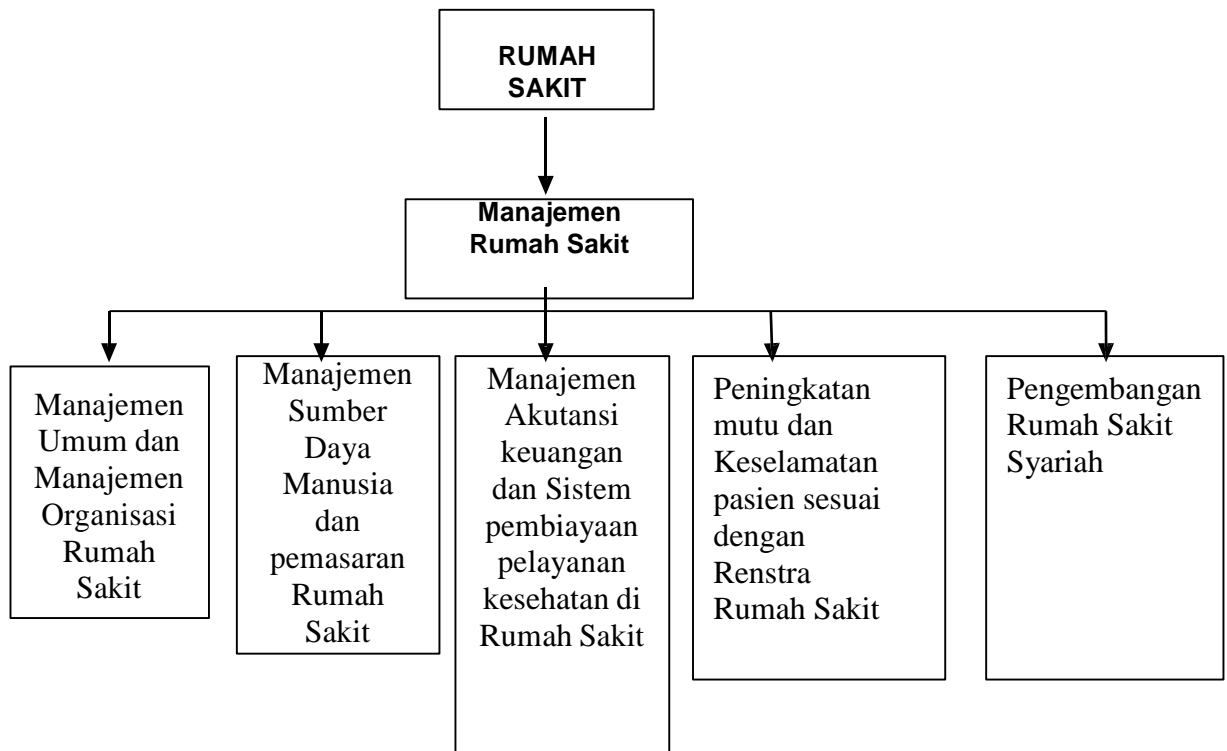 RUMAH
SAKIT
Manajemen
Rumah Sakit
Manajemen
Umum dan
Manajemen
Organisasi
Rumah
Sakit
Manajemen
Sumber
Daya
Manusia
dan
pemasaran
Rumah
Sakit
Manajemen
Akutansi
keuangan
dan Sistem
pembiayaan
pelayanan
kesehatan di
Rumah Sakit
Peningkatan
mutu dan
Keselamatan
pasien sesuai
dengan
Renstra
Rumah Sakit
Pengembangan
Rumah Sakit
Syariah